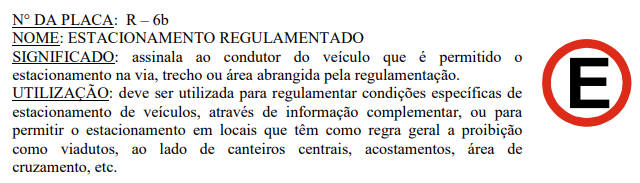 N° DA PLACA: R – 6b
NOME: ESTACIONAMENTO REGULAMENTADO
SIGNIFICADO: assinala ao condutor do veículo que é permitido o
estacionamento na via, trecho ou área abrangida pela regulamentação.
UTILIZAÇÃO: deve ser utilizada para regulamentar condições específicas de
estacionamento de veículos, através de informação complementar, ou para
permitir o estacionamento em locais que têm como regra geral a proibição
como viadutos, ao lado de canteiros centrais, acostamentos, área de
cruzamento, etc.
E